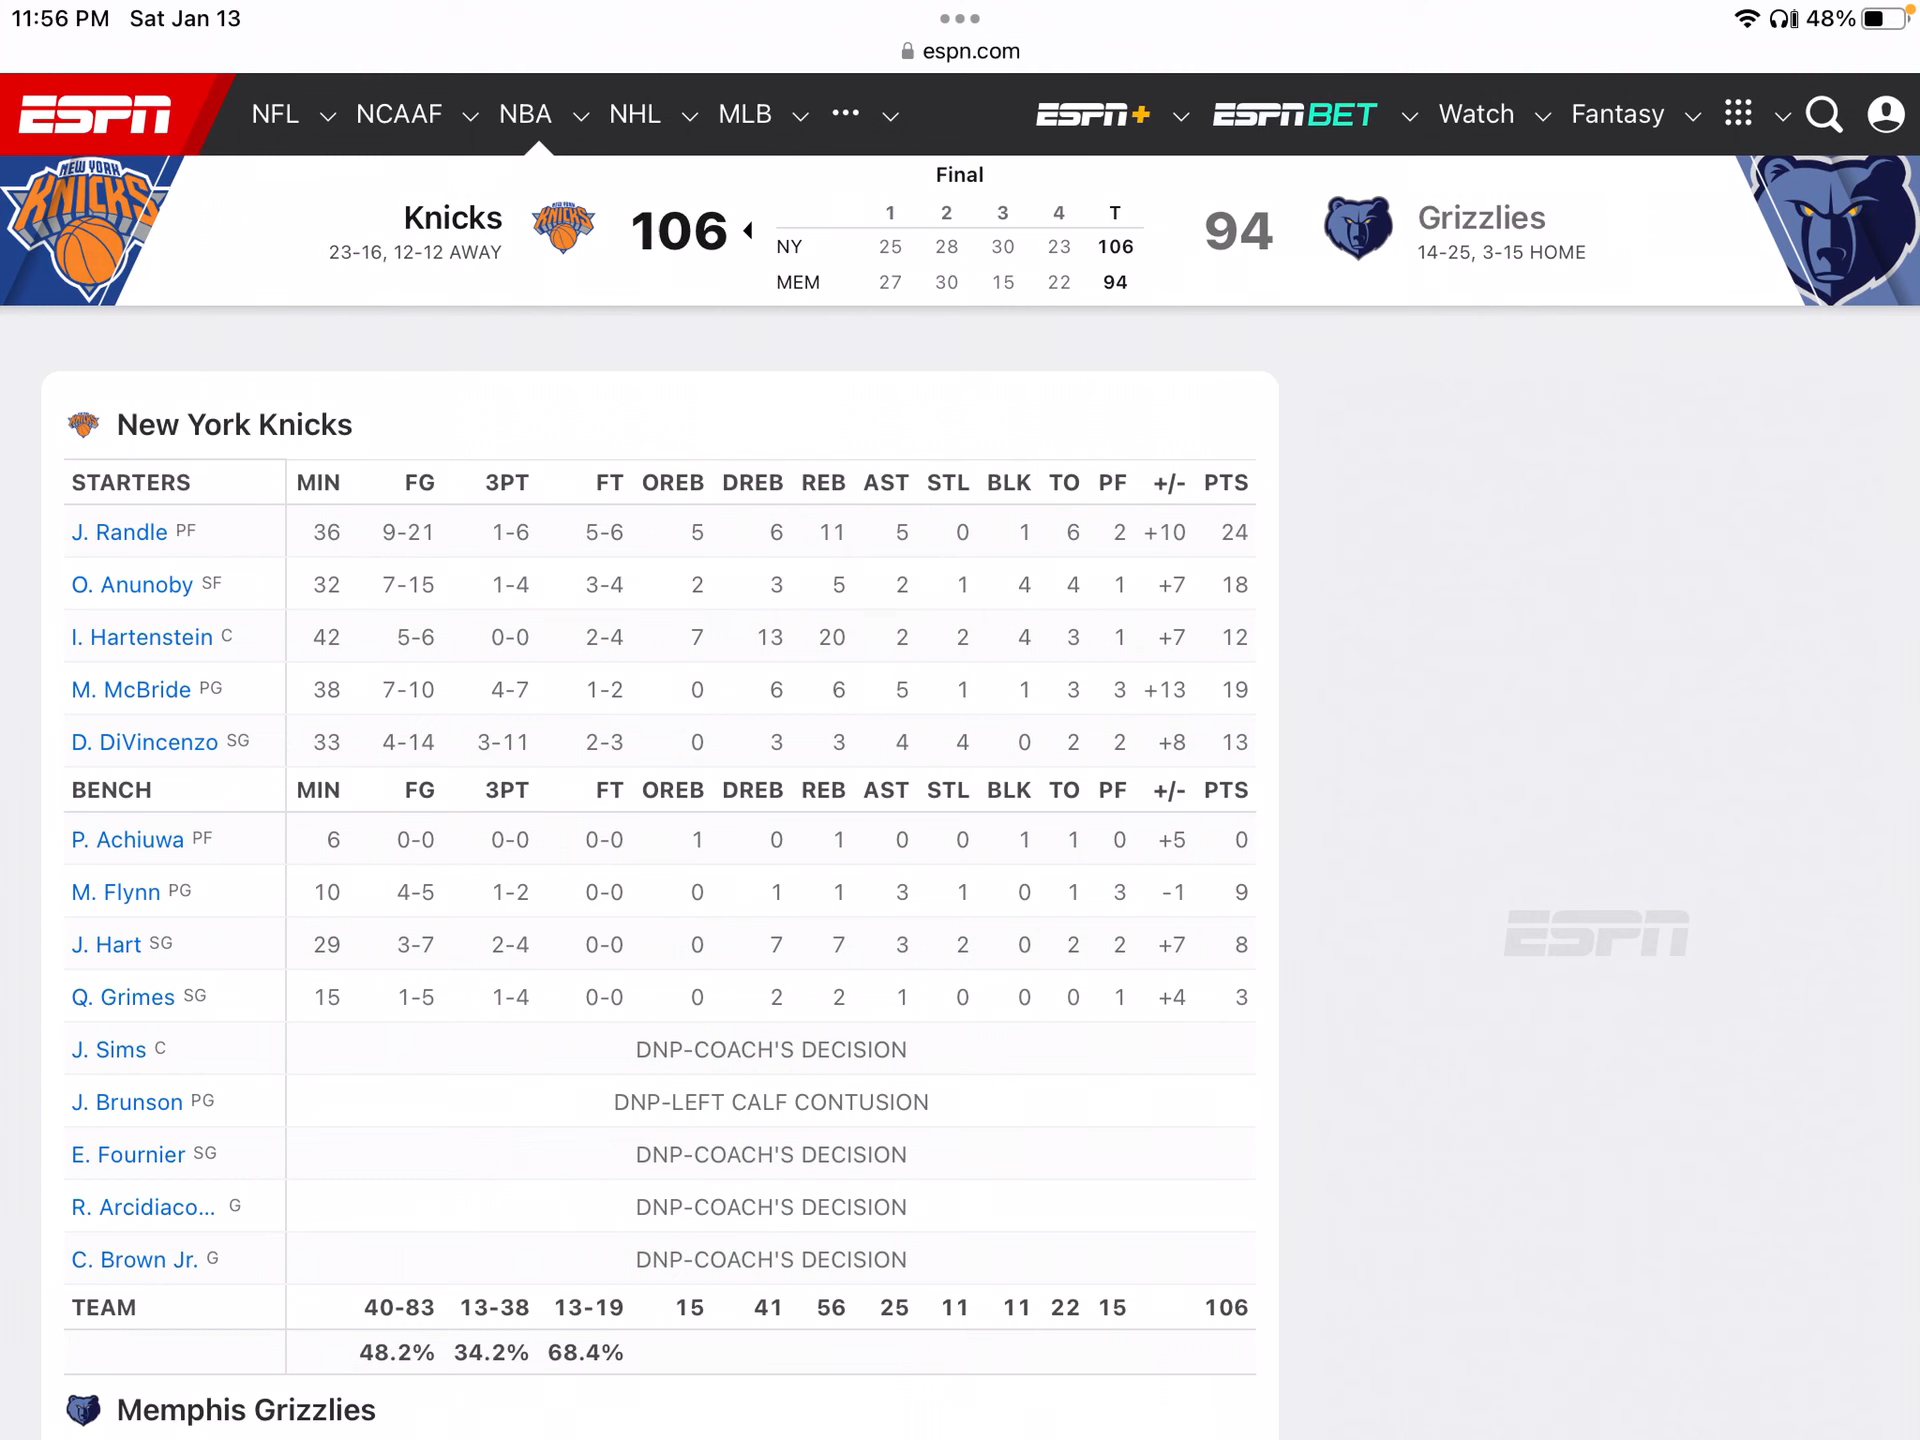 11:56 PM Sat Jan 13
48%
espn.com
ESPN NFL NCAAF NBA NHL MLB ESPN+ ESPN BET Watch Fantasy
NEW YORK KNICKS
Final
Knicks
23-16, 12-12 AWAY
NEW YORK KNICKS
106
1 2 3 4 T
NY 25 28 30 23 106
MEM 27 30 15 22 94
94
Grizzlies
14-25, 3-15 HOME
New York Knicks
STARTERS MIN FG 3PT FT OREB DREB REB AST STL BLK TO PF +/- PTS
J. Randle PF 36 9-21 1-6 5-6 5 6 11 5 0 1 6 2 +10 24
O. Anunoby SF 32 7-15 1-4 3-4 2 3 5 2 1 4 4 1 +7 18
I. Hartenstein C 42 5-6 0-0 2-4 7 13 20 2 2 4 3 1 +7 12
M. McBride PG 38 7-10 4-7 1-2 0 6 6 5 1 1 3 3 +13 19
D. DiVincenzo SG 33 4-14 3-11 2-3 0 3 3 4 4 0 2 2 +8 13
BENCH MIN FG 3PT FT OREB DREB REB AST STL BLK TO PF +/- PTS
P. Achiuwa PF 6 0-0 0-0 0-0 1 0 1 0 0 1 1 0 +5 0
M. Flynn PG 10 4-5 1-2 0-0 0 1 1 3 1 0 1 3 -1 9
J. Hart SG 29 3-7 2-4 0-0 0 7 7 3 2 0 2 2 +7 8
Q. Grimes SG 15 1-5 1-4 0-0 0 2 2 1 0 0 0 1 +4 3
J. Sims C DNP-COACH'S DECISION
J. Brunson PG DNP-LEFT CALF CONTUSION
E. Fournier SG DNP-COACH'S DECISION
R. Arcidiaco... G DNP-COACH'S DECISION
C. Brown Jr. G DNP-COACH'S DECISION
TEAM 40-83 13-38 13-19 15 41 56 25 11 11 22 15 106
48.2% 34.2% 68.4%
Memphis Grizzlies
ESPN